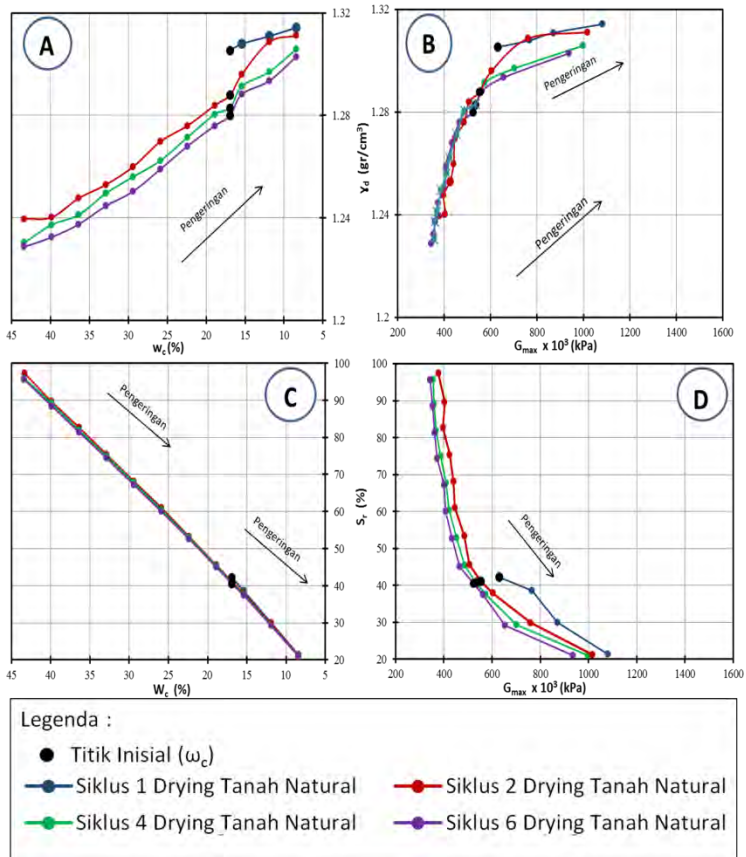 A
1.32
1.28
1.24
1.2
Pengeringan
45 40 35 30 25 20 15 10 5
wc(%)
B
1.32
1.28
1.24
1.2
γd (gr/cm³)
Pengeringan
Pengeringan
200 400 600 800 1000 1200 1400 1600
Gmax x 10³ (kPa)
C
100
90
80
70
60
50
40
30
20
Pengeringan
Pengeringan
45 40 35 30 25 20 15 10 5
Wc (%)
D
100
90
80
70
60
50
40
30
20
Sr (%)
Pengeringan
200 400 600 800 1000 1200 1400 1600
Gmax x 10³ (kPa)
Legenda :
Titik Inisial (ωc)
Siklus 1 Drying Tanah Natural
Siklus 2 Drying Tanah Natural
Siklus 4 Drying Tanah Natural
Siklus 6 Drying Tanah Natural